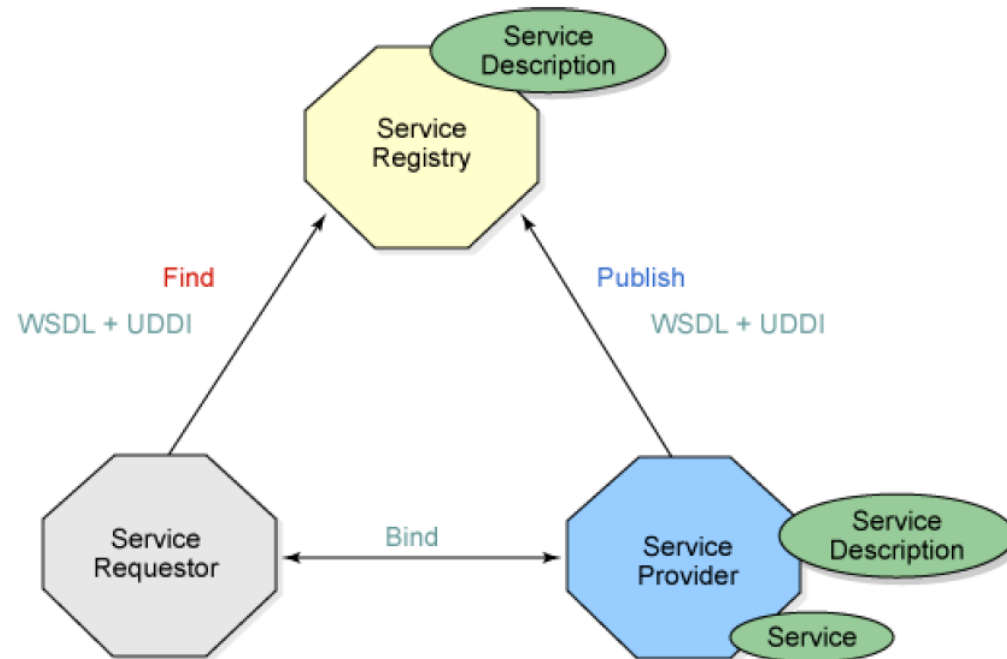 Service
Description
Service
Registry
Find
Publish
WSDL + UDDI
WSDL + UDDI
Service
Requestor
Bind
Service
Provider
Service
Description
Service